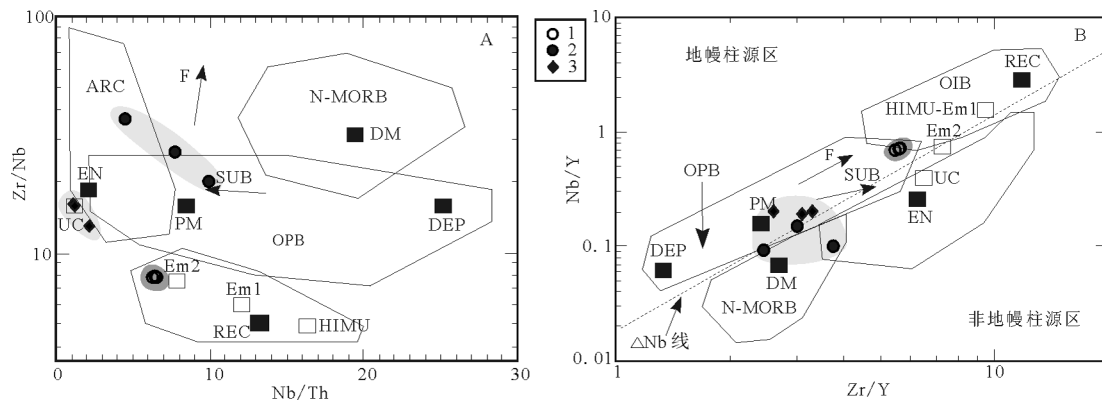 100
10
Zr/Nb
0
10
20
30
Nb/Th
A
ARC
F
N-MORB
DM
EN
SUB
UC
PM
DEP
OPB
Em2
Em1
REC
HIMU
1
2
3
10
1
0.1
0.01
Nb/Y
1
10
Zr/Y
B
地幔柱源区
REC
OIB
HIMU-Em1
Em2
F
SUB
UC
OPB
EN
PM
DEP
DM
N-MORB
△Nb 线
非地幔柱源区